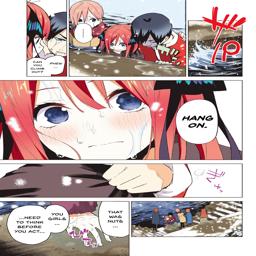 PHEW...
CAN
YOU
CLIMB
OUT?
HANG
ON.
THAT
WAS
NUTS
...
YOU
GIRLS
...
...NEED
TO THINK
BEFORE
YOU
ACT...